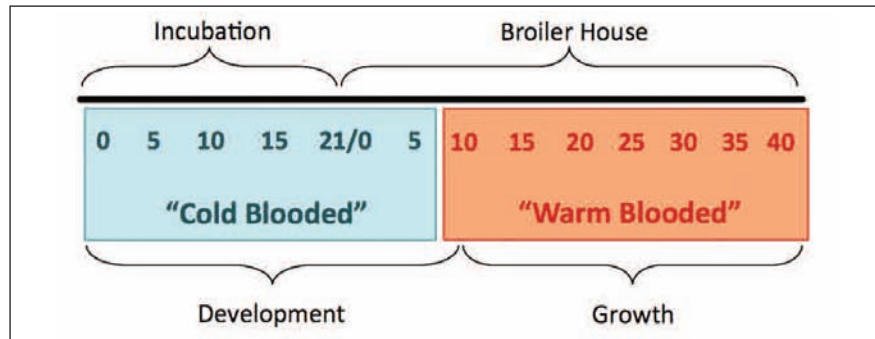 Incubation Broiler House
0 5 10 15 21/0 5 10 15 20 25 30 35 40
“Cold Blooded” “Warm Blooded”
Development Growth